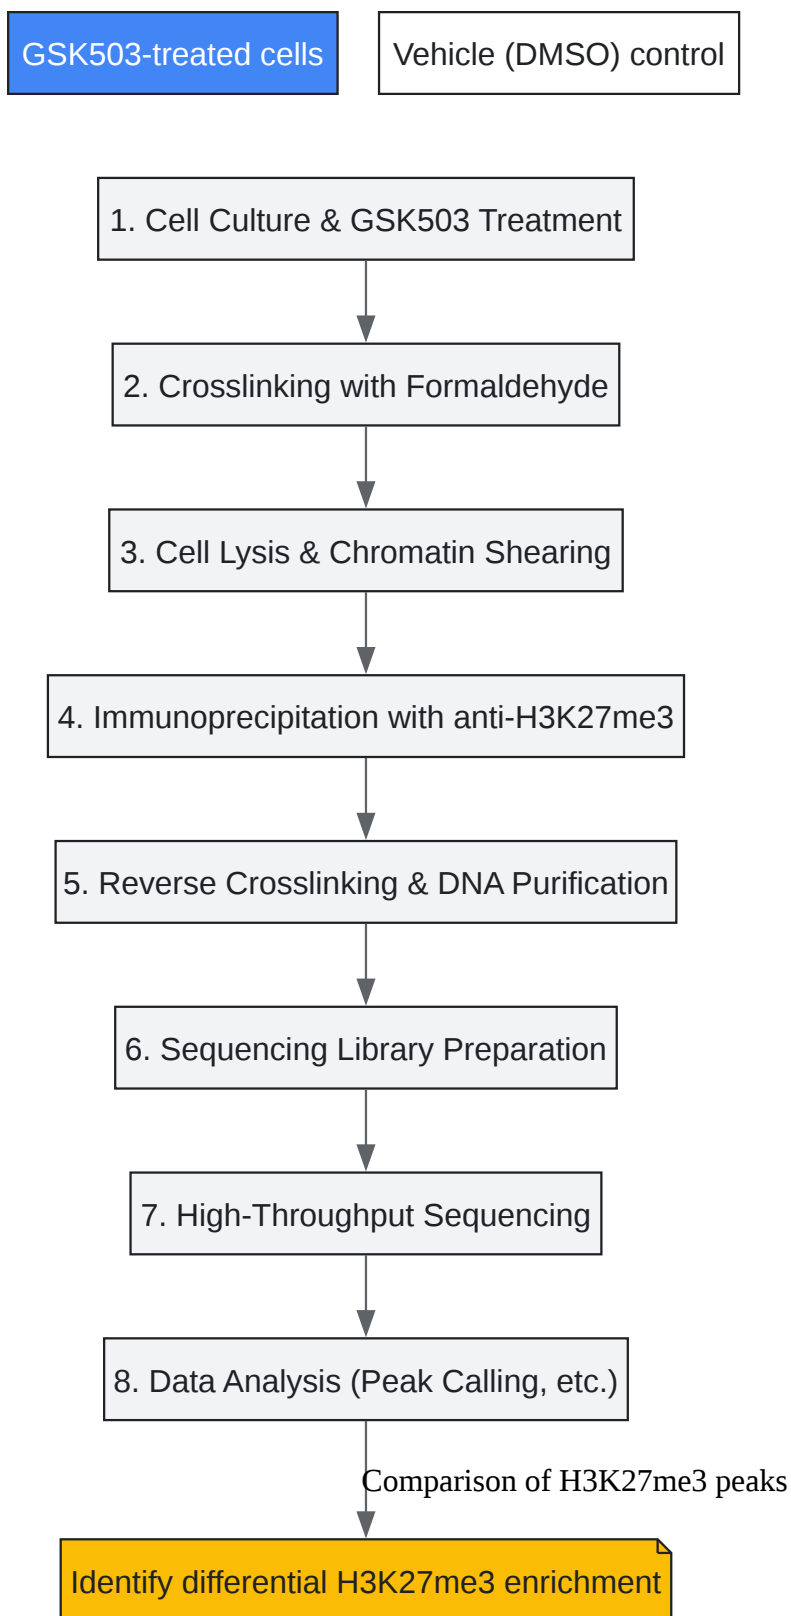 GSK503-treated cells
Vehicle (DMSO) control
1. Cell Culture & GSK503 Treatment
2. Crosslinking with Formaldehyde
3. Cell Lysis & Chromatin Shearing
4. Immunoprecipitation with anti-H3K27me3
5. Reverse Crosslinking & DNA Purification
6. Sequencing Library Preparation
7. High-Throughput Sequencing
8. Data Analysis (Peak Calling, etc.)
Comparison of H3K27me3 peaks
Identify differential H3K27me3 enrichment